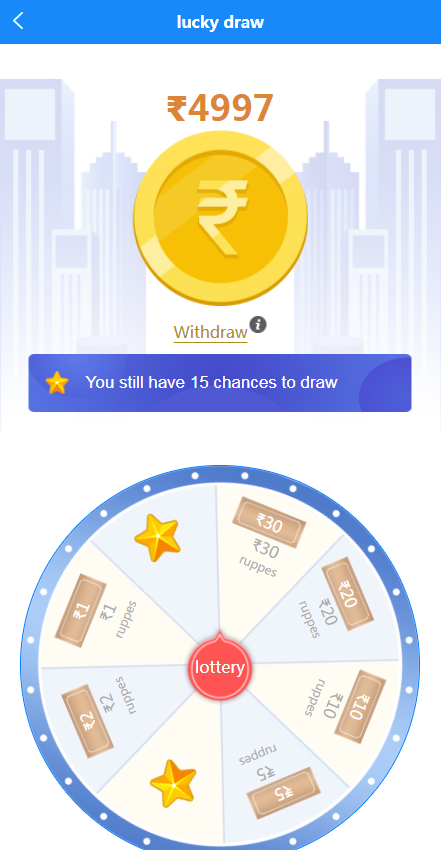 lucky draw
₹4997
₹
Withdraw
i
You still have 15 chances to draw
₹30
₹30
ruppes
₹20
₹20
ruppes
₹10
₹10
ruppes
₹5
₹5
ruppes
₹2
₹2
ruppes
₹1
₹1
ruppes
lottery